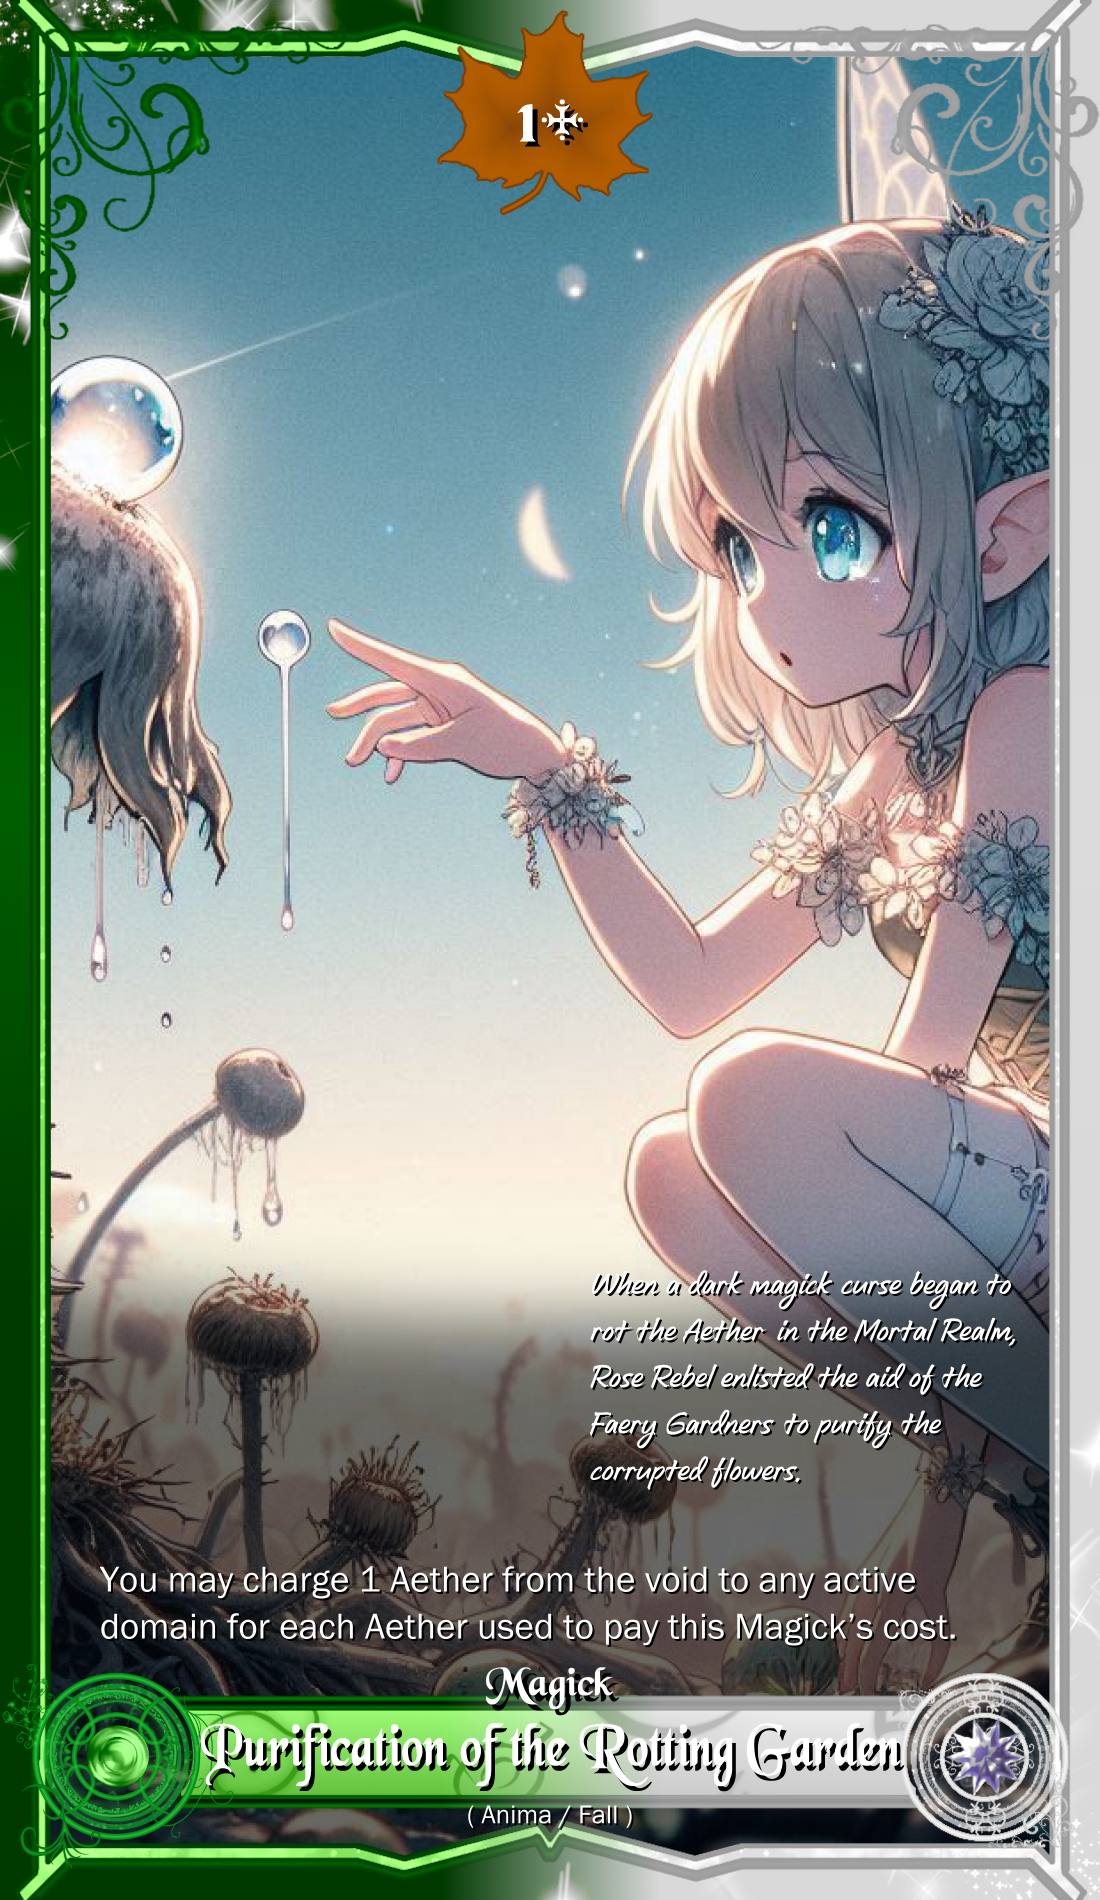 1✠
When a dark magick curse began to
rot the Aether in the Mortal Realm,
Rose Rebel enlisted the aid of the
Faery Gardners to purify the
corrupted flowers.
You may charge 1 Aether from the void to any active
domain for each Aether used to pay this Magick’s cost.
Magick
Purification of the Rotting Garden
( Anima / Fall )